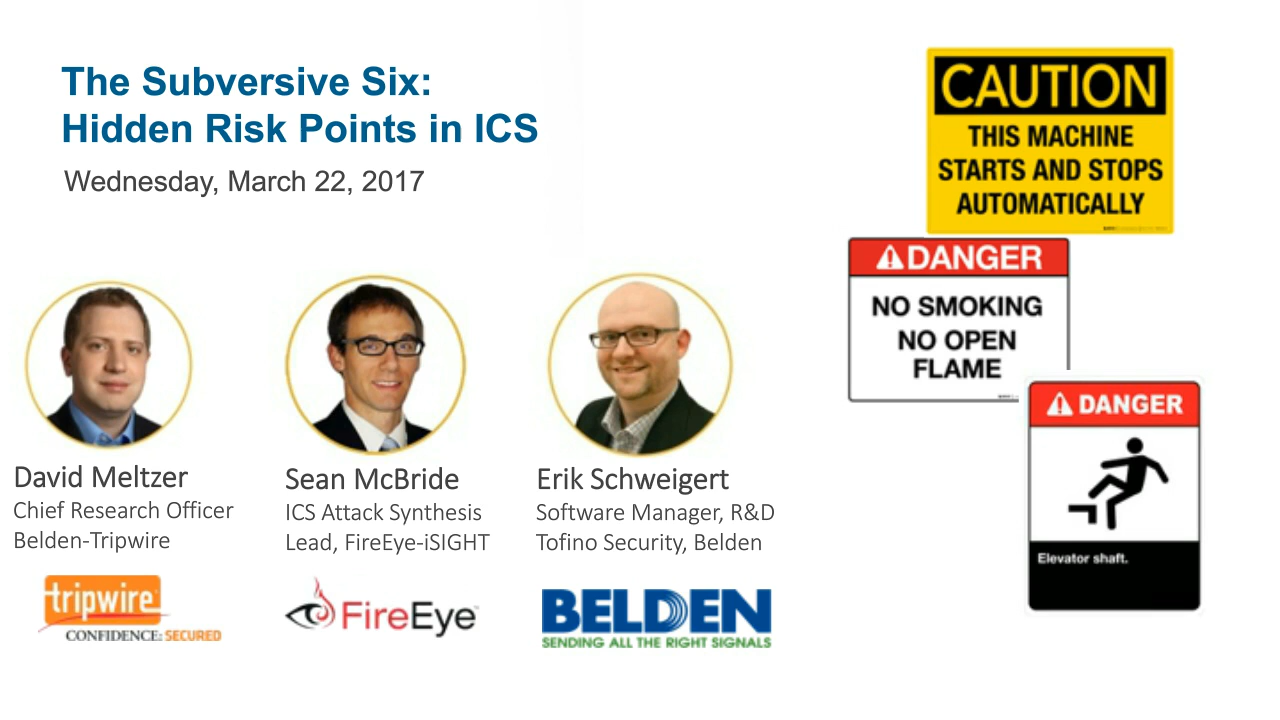 The Subversive Six:
Hidden Risk Points in ICS
Wednesday, March 22, 2017
David Meltzer
Chief Research Officer
Belden-Tripwire
tripwire
CONFIDENCE: SECURED
Sean McBride
ICS Attack Synthesis
Lead, FireEye-iSIGHT
FireEye™
Erik Schweigert
Software Manager, R&D
Tofino Security, Belden
BELDEN
SENDING ALL THE RIGHT SIGNALS
CAUTION
THIS MACHINE
STARTS AND STOPS
AUTOMATICALLY
DANGER
NO SMOKING
NO OPEN
FLAME
DANGER
Elevator shaft.